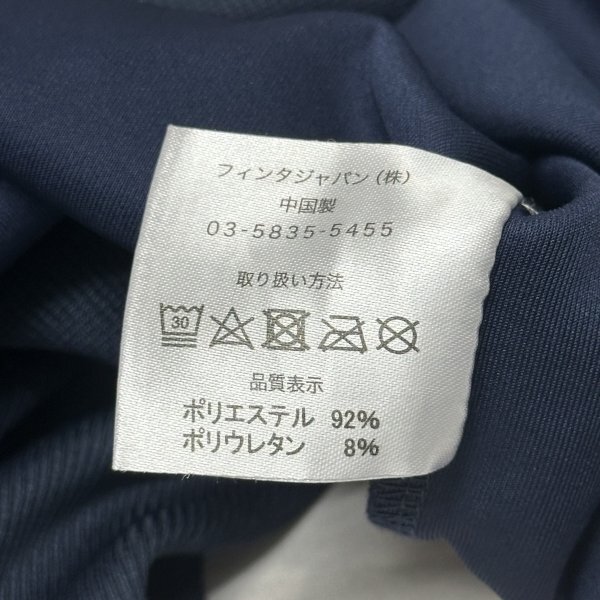 フィンタジャパン(株)
中国製
03-5835-5455
取り扱い方法
30
品質表示
ポリエステル 92%
ポリウレタン 8%